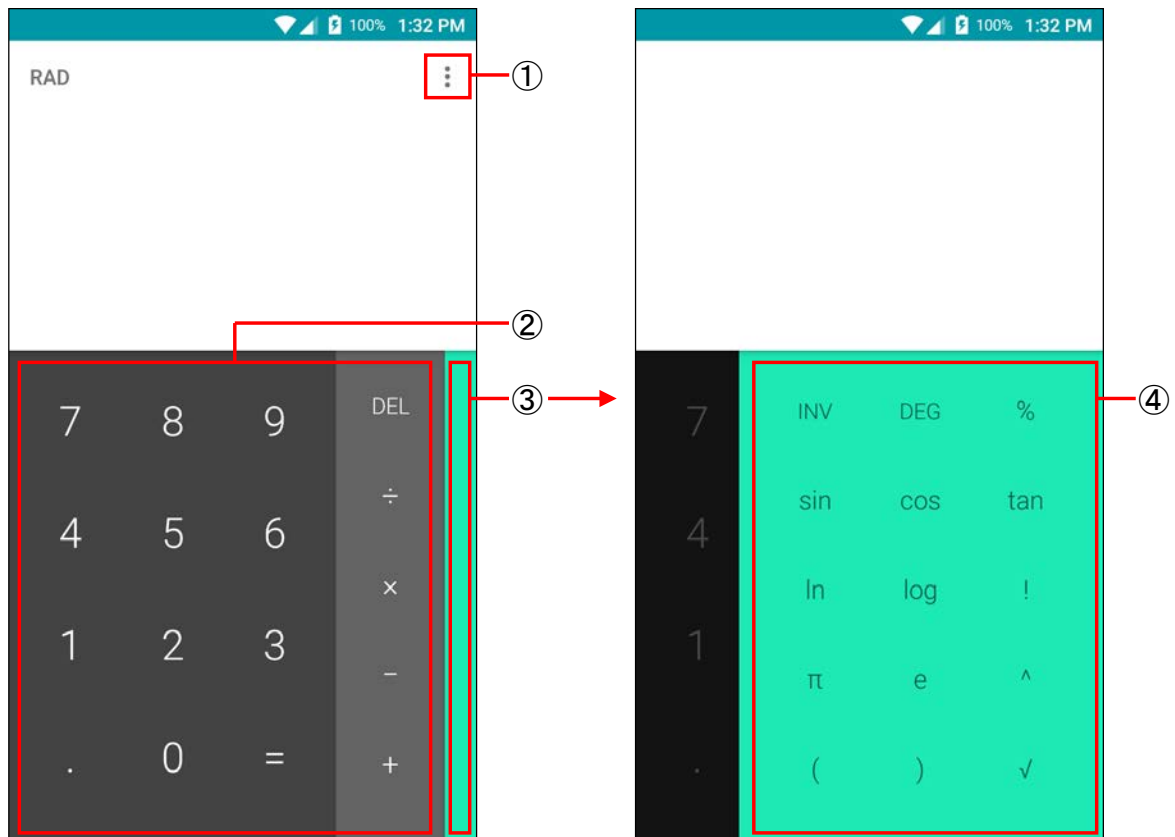 100% 1:32 PM
RAD
①
②
③
7 8 9 DEL
÷
4 5 6
×
1 2 3
−
. 0 = +
100% 1:32 PM
7
4
1
.
INV DEG %
sin cos tan
ln log !
π e ^
( ) √
④